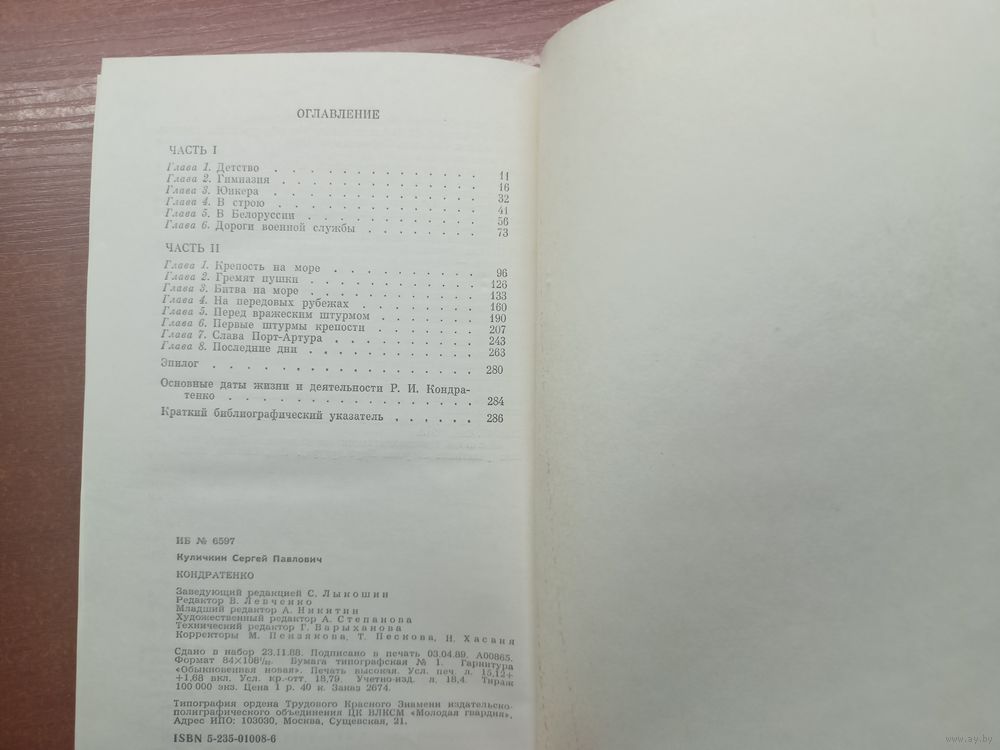 ОГЛАВЛЕНИЕ
ЧАСТЬ I
Глава 1. Детство . . . . . . . . . . . . . . 11
Глава 2. Гимназия . . . . . . . . . . . . . 16
Глава 3. Юнкера . . . . . . . . . . . . . . 32
Глава 4. В строю . . . . . . . . . . . . . . 41
Глава 5. В Белоруссии . . . . . . . . . . . 56
Глава 6. Дороги военной службы . . . . . . . 73
ЧАСТЬ II
Глава 1. Крепость на море . . . . . . . . . 96
Глава 2. Гремят пушки . . . . . . . . . . . 126
Глава 3. Битва на море . . . . . . . . . . . 133
Глава 4. На передовых рубежах . . . . . . . 160
Глава 5. Перед вражеским штурмом . . . . . . 190
Глава 6. Первые штурмы крепости . . . . . . 207
Глава 7. Слава Порт-Артура . . . . . . . . . 243
Глава 8. Последние дни . . . . . . . . . . . 263
Эпилог . . . . . . . . . . . . . . . . . 280
Основные даты жизни и деятельности Р. И. Кондра-
тенко . . . . . . . . . . . . . . . . 284
Краткий библиографический указатель . . . . . . 286
ИБ № 6597
Куличкин Сергей Павлович
КОНДРАТЕНКО
Заведующий редакцией С. Лыкошин
Редактор В. Левченко
Младший редактор А. Никитин
Художественный редактор А. Степанова
Технический редактор Г. Варыханова
Корректоры М. Пензякова, Т. Пескова, Н. Хасаия
Сдано в набор 23.11.88. Подписано в печать 03.04.89. А00865.
Формат 84×108¹/₃₂. Бумага типографская № 1. Гарнитура
«Обыкновенная новая». Печать высокая. Усл. печ. л. 15,12+
+1,68 вкл. Усл. кр.-отт. 18,79. Учетно-изд. л. 18,4. Тираж
100 000 экз. Цена 1 р. 40 к. Заказ 2674.
Типография ордена Трудового Красного Знамени издательско-
полиграфического объединения ЦК ВЛКСМ «Молодая гвардия».
Адрес ИПО: 103030, Москва, Сущевская, 21.
ISBN 5-235-01008-6
www.ay.by